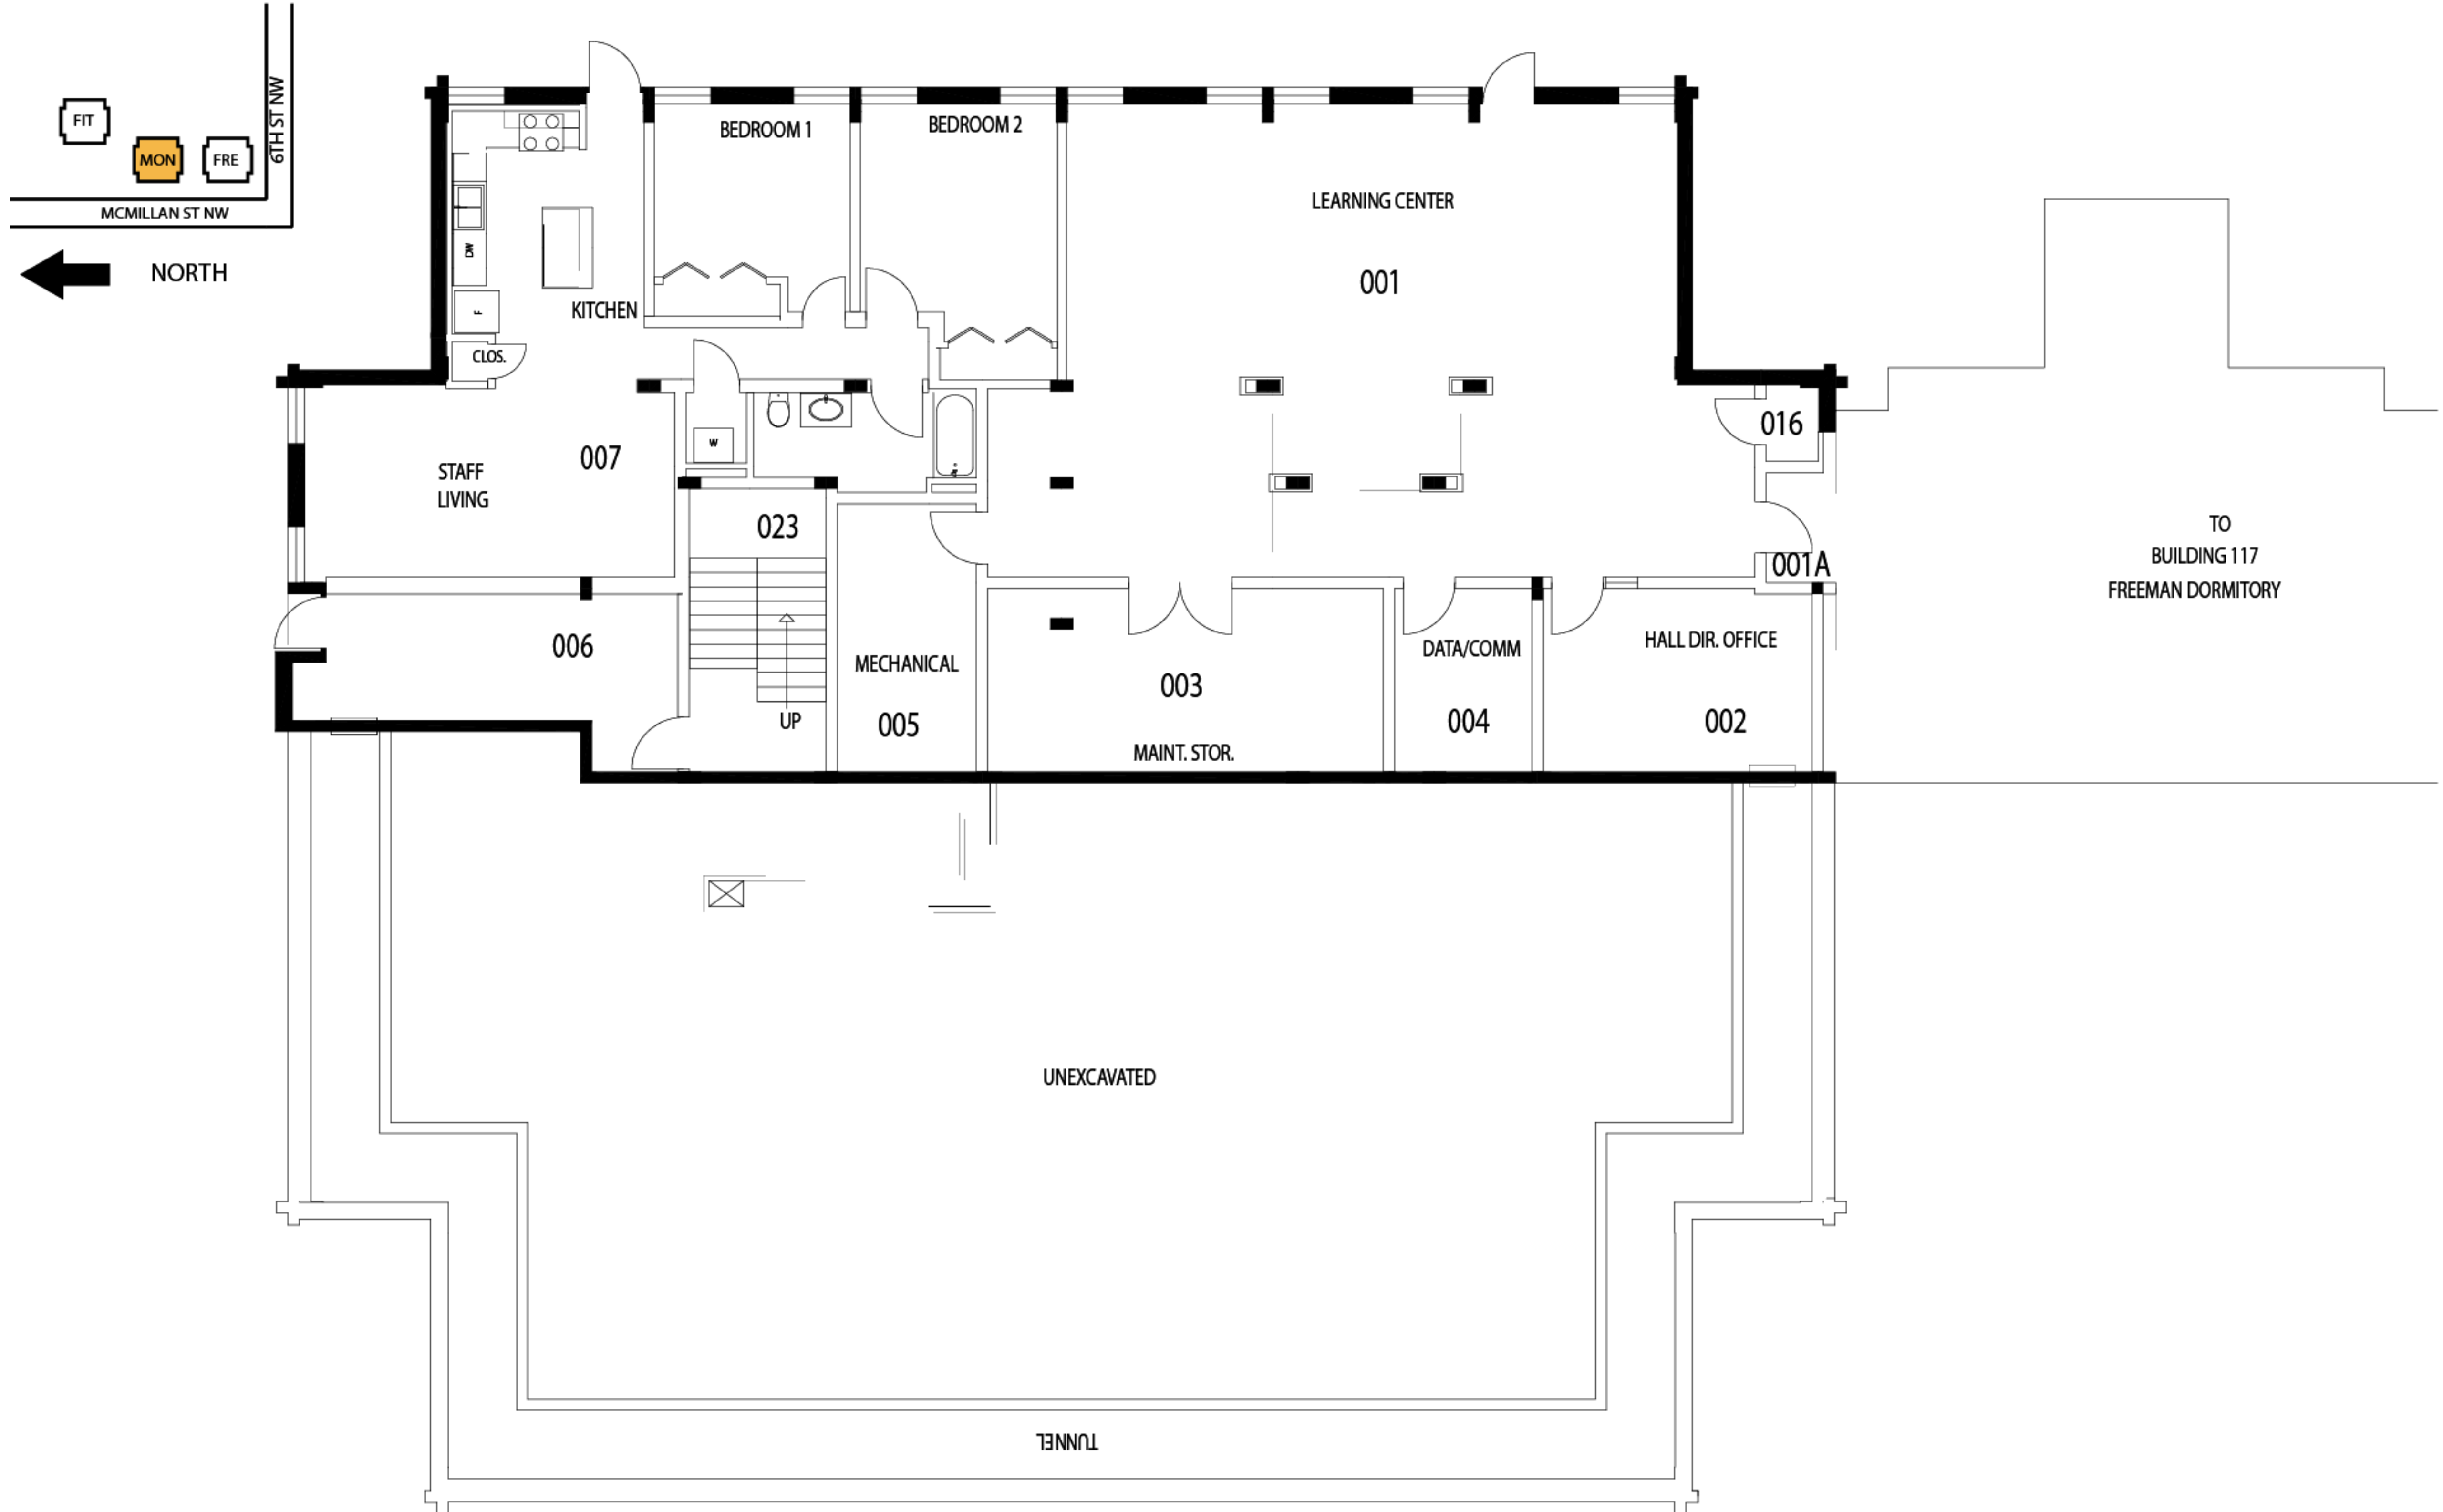 FIT
MON
FRE
6TH ST NW
MCMILLAN ST NW
NORTH
BEDROOM 1
BEDROOM 2
LEARNING CENTER
001
DW
F
KITCHEN
CLOS.
STAFF
LIVING
007
W
023
016
001A
TO
BUILDING 117
FREEMAN DORMITORY
006
UP
MECHANICAL
005
003
MAINT. STOR.
DATA/COMM
004
HALL DIR. OFFICE
002
UNEXCAVATED
TUNNEL